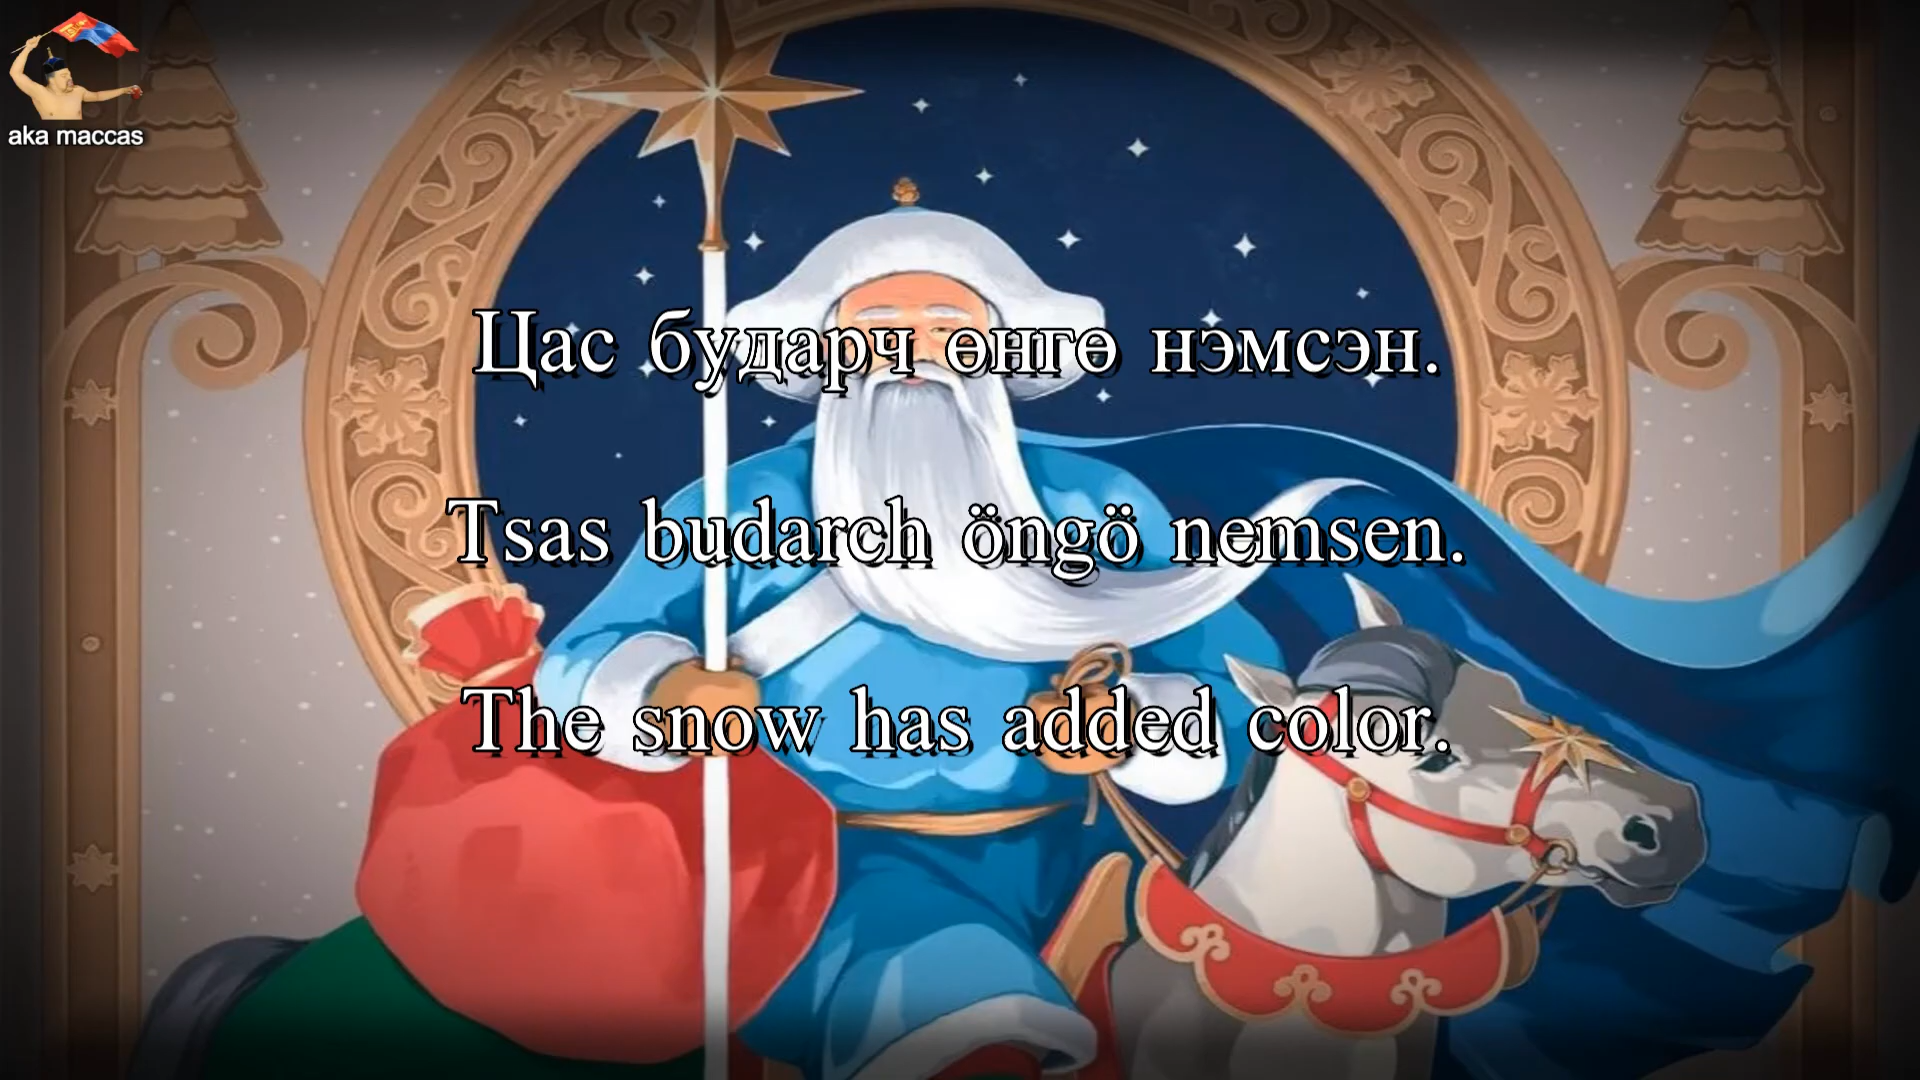 aka maccas
Цас бударч өнгө нэмсэн.
Tsas budarch öngö nemsen.
The snow has added color.